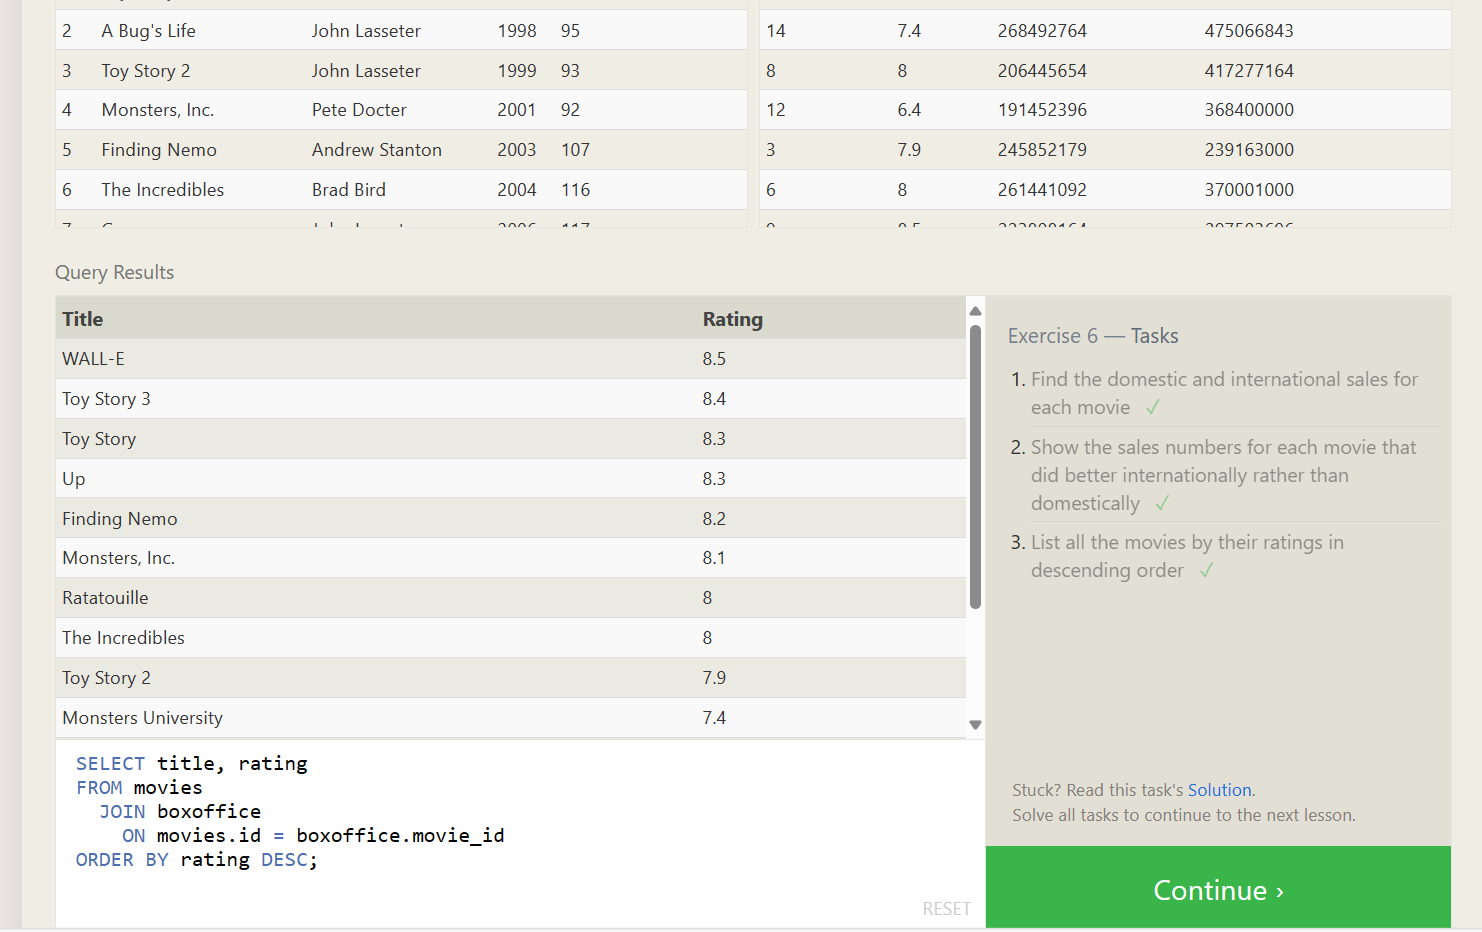 2 A Bug's Life John Lasseter 1998 95 14 7.4 268492764 475066843
3 Toy Story 2 John Lasseter 1999 93 8 8 206445654 417277164
4 Monsters, Inc. Pete Docter 2001 92 12 6.4 191452396 368400000
5 Finding Nemo Andrew Stanton 2003 107 3 7.9 245852179 239163000
6 The Incredibles Brad Bird 2004 116 6 8 261441092 370001000
Query Results
Title Rating
WALL-E 8.5
Toy Story 3 8.4
Toy Story 8.3
Up 8.3
Finding Nemo 8.2
Monsters, Inc. 8.1
Ratatouille 8
The Incredibles 8
Toy Story 2 7.9
Monsters University 7.4
SELECT title, rating
FROM movies
JOIN boxoffice
ON movies.id = boxoffice.movie_id
ORDER BY rating DESC;
RESET
Exercise 6 — Tasks
1. Find the domestic and international sales for
each movie ✓
2. Show the sales numbers for each movie that
did better internationally rather than
domestically ✓
3. List all the movies by their ratings in
descending order ✓
Stuck? Read this task's Solution.
Solve all tasks to continue to the next lesson.
Continue ›